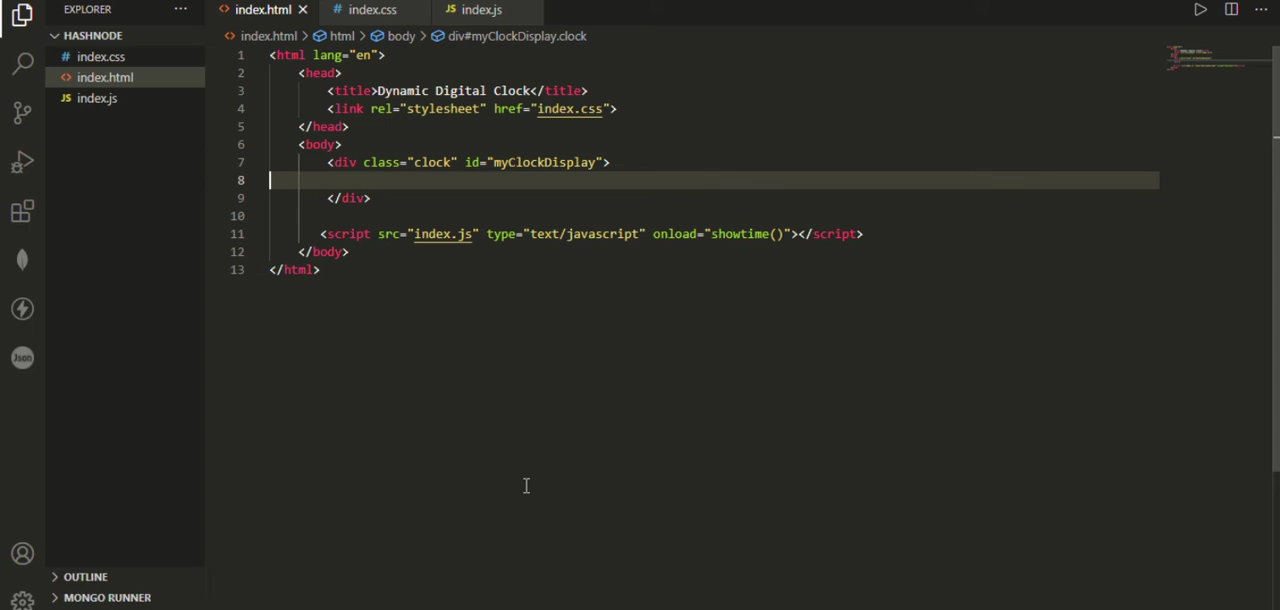 EXPLORER ···
index.html × # index.css JS index.js ···
HASHNODE
index.html > html > body > div#myClockDisplay.clock
# index.css
index.html
JS index.js
1 <html lang="en">
2 <head>
3 <title>Dynamic Digital Clock</title>
4 <link rel="stylesheet" href="index.css">
5 </head>
6 <body>
7 <div class="clock" id="myClockDisplay">
8
9 </div>
10
11 <script src="index.js" type="text/javascript" onload="showtime()"></script>
12 </body>
13 </html>
Json
OUTLINE
MONGO RUNNER